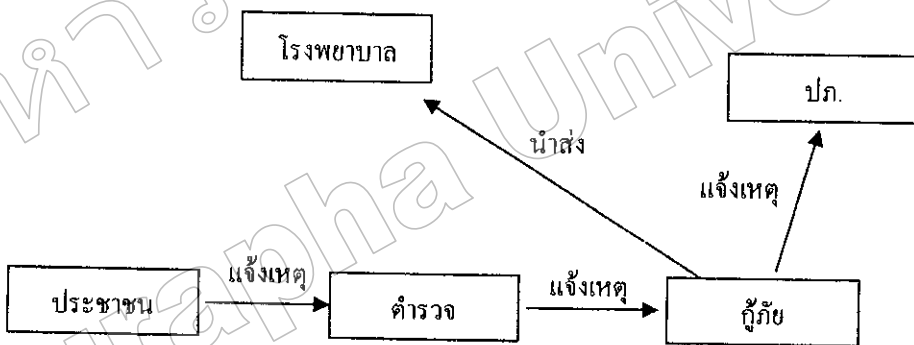 โรงพยาบาล
ปภ.
นำส่ง
แจ้งเหตุ
แจ้งเหตุ
แจ้งเหตุ
ประชาชน
ตำรวจ
กู้ภัย